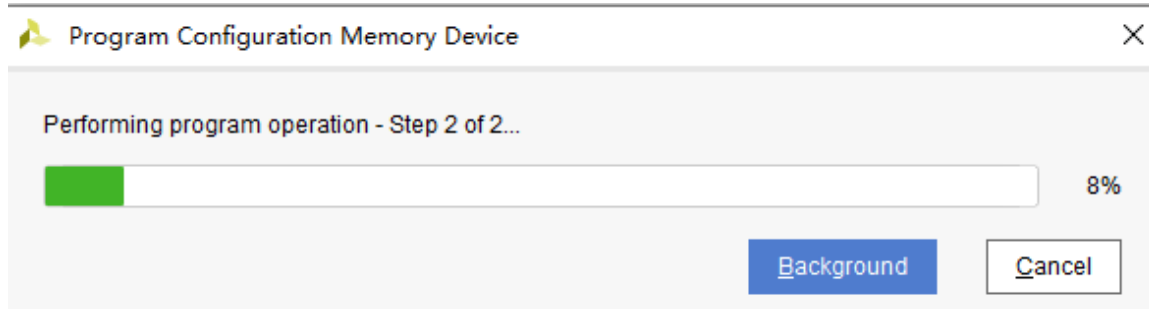 Program Configuration Memory Device
Performing program operation - Step 2 of 2...
8%
Background
Cancel